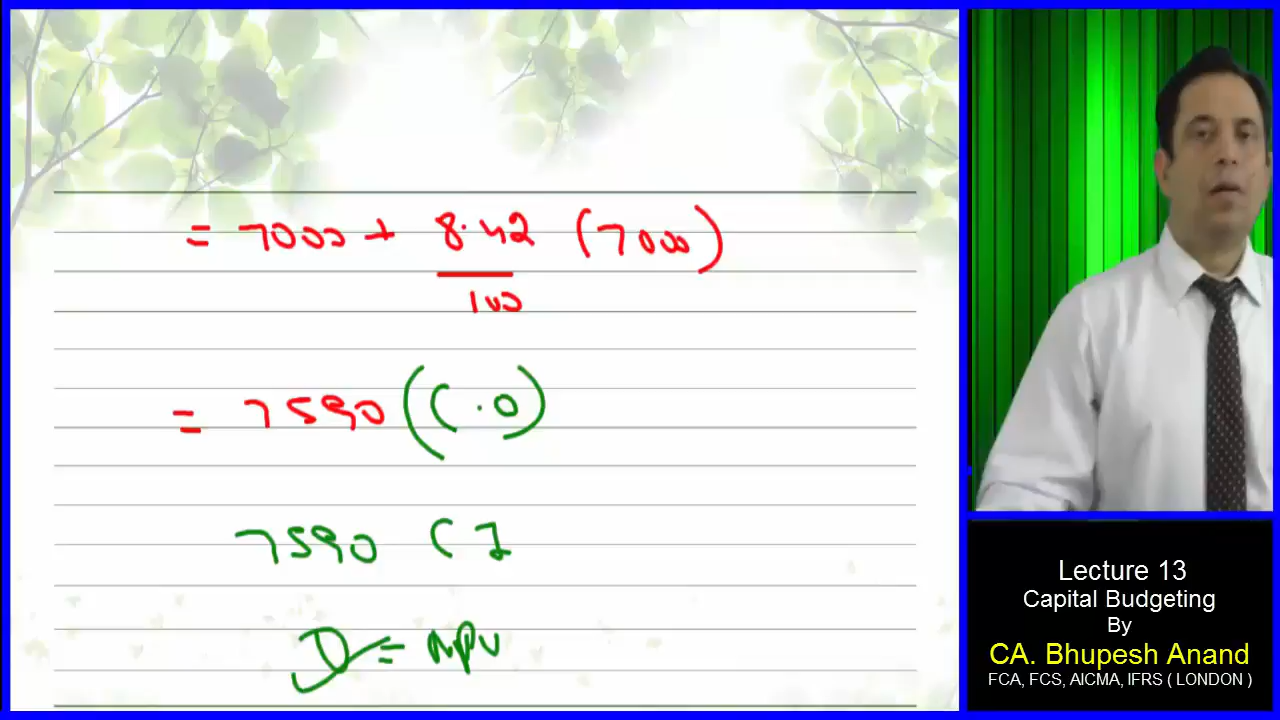 = 7000 + 8.42 (7000)
100
= 7590 (C.O)
7590 C I
D = NPV
Lecture 13
Capital Budgeting
By
CA. Bhupesh Anand
FCA, FCS, AICMA, IFRS ( LONDON )